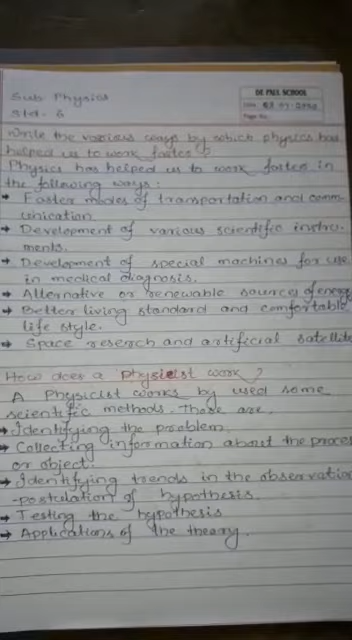 DE PAUL SCHOOL
Sub Physics
Date
Page No.
Std. 6
Write the various ways by which physics has
helped us to work faster ?
Physics has helped us to work faster in
the following ways :
→ Faster modes of transportation and comm-
unication
→ Development of various scientific instru-
ments.
→ Development of special machines for use
in medical diagnosis.
→ Alternative or renewable sources of energy
→ Better living standard and comfortable
life style.
→ Space research and artificial satellite
How does a Physicist work ?
A Physicist works by used some
scientific methods. These are.
→ Identifying the problem.
→ Collecting information about the process
or object.
→ Identifying trends in the observation
-postulation of hypothesis.
→ Testing the hypothesis
→ Applications of the theory.